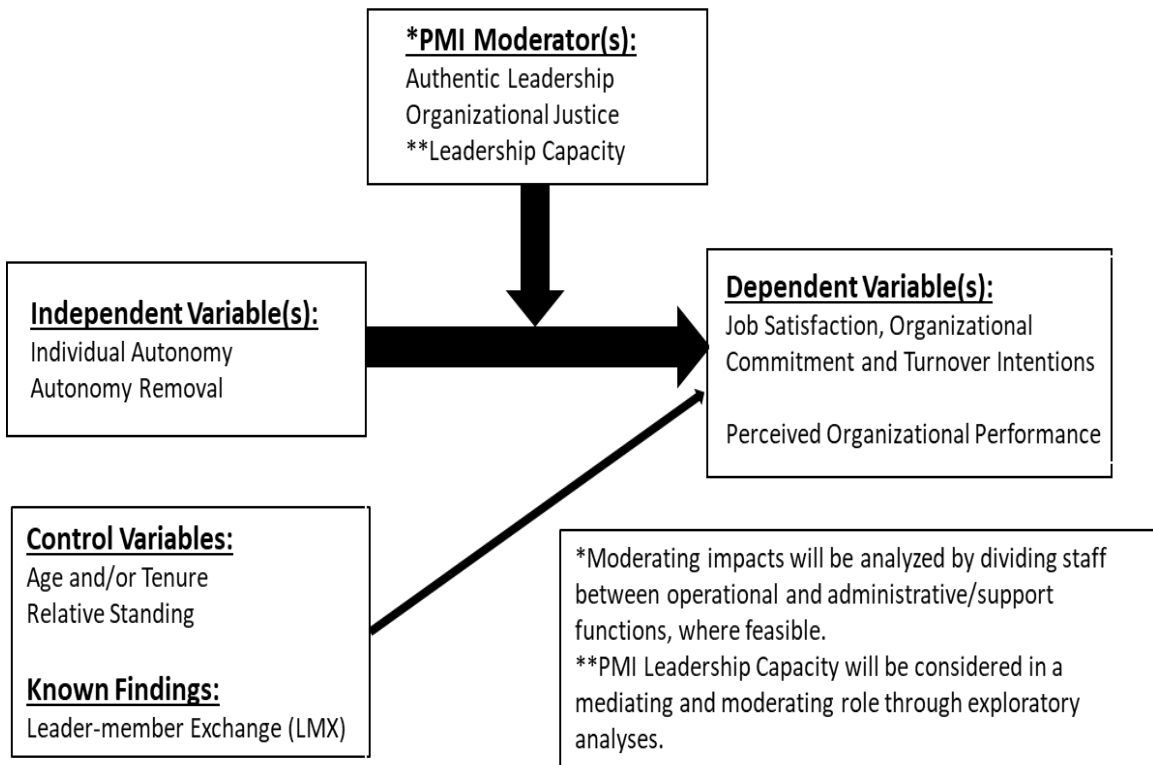 *PMI Moderator(s):
Authentic Leadership
Organizational Justice
**Leadership Capacity
Independent Variable(s):
Individual Autonomy
Autonomy Removal
Dependent Variable(s):
Job Satisfaction, Organizational
Commitment and Turnover Intentions
Perceived Organizational Performance
Control Variables:
Age and/or Tenure
Relative Standing
Known Findings:
Leader-member Exchange (LMX)
*Moderating impacts will be analyzed by dividing staff
between operational and administrative/support
functions, where feasible.
**PMI Leadership Capacity will be considered in a
mediating and moderating role through exploratory
analyses.